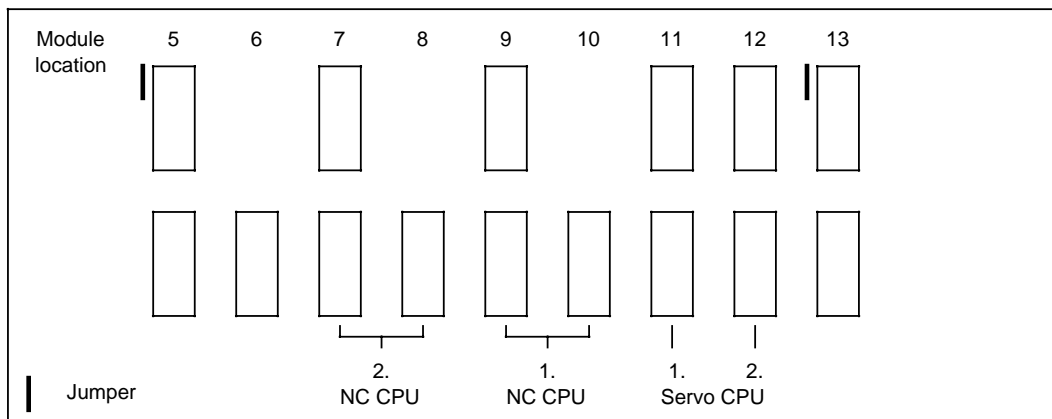 Module 5 6 7 8 9 10 11 12 13
location
2. 1. 1. 2.
NC CPU NC CPU Servo CPU
Jumper